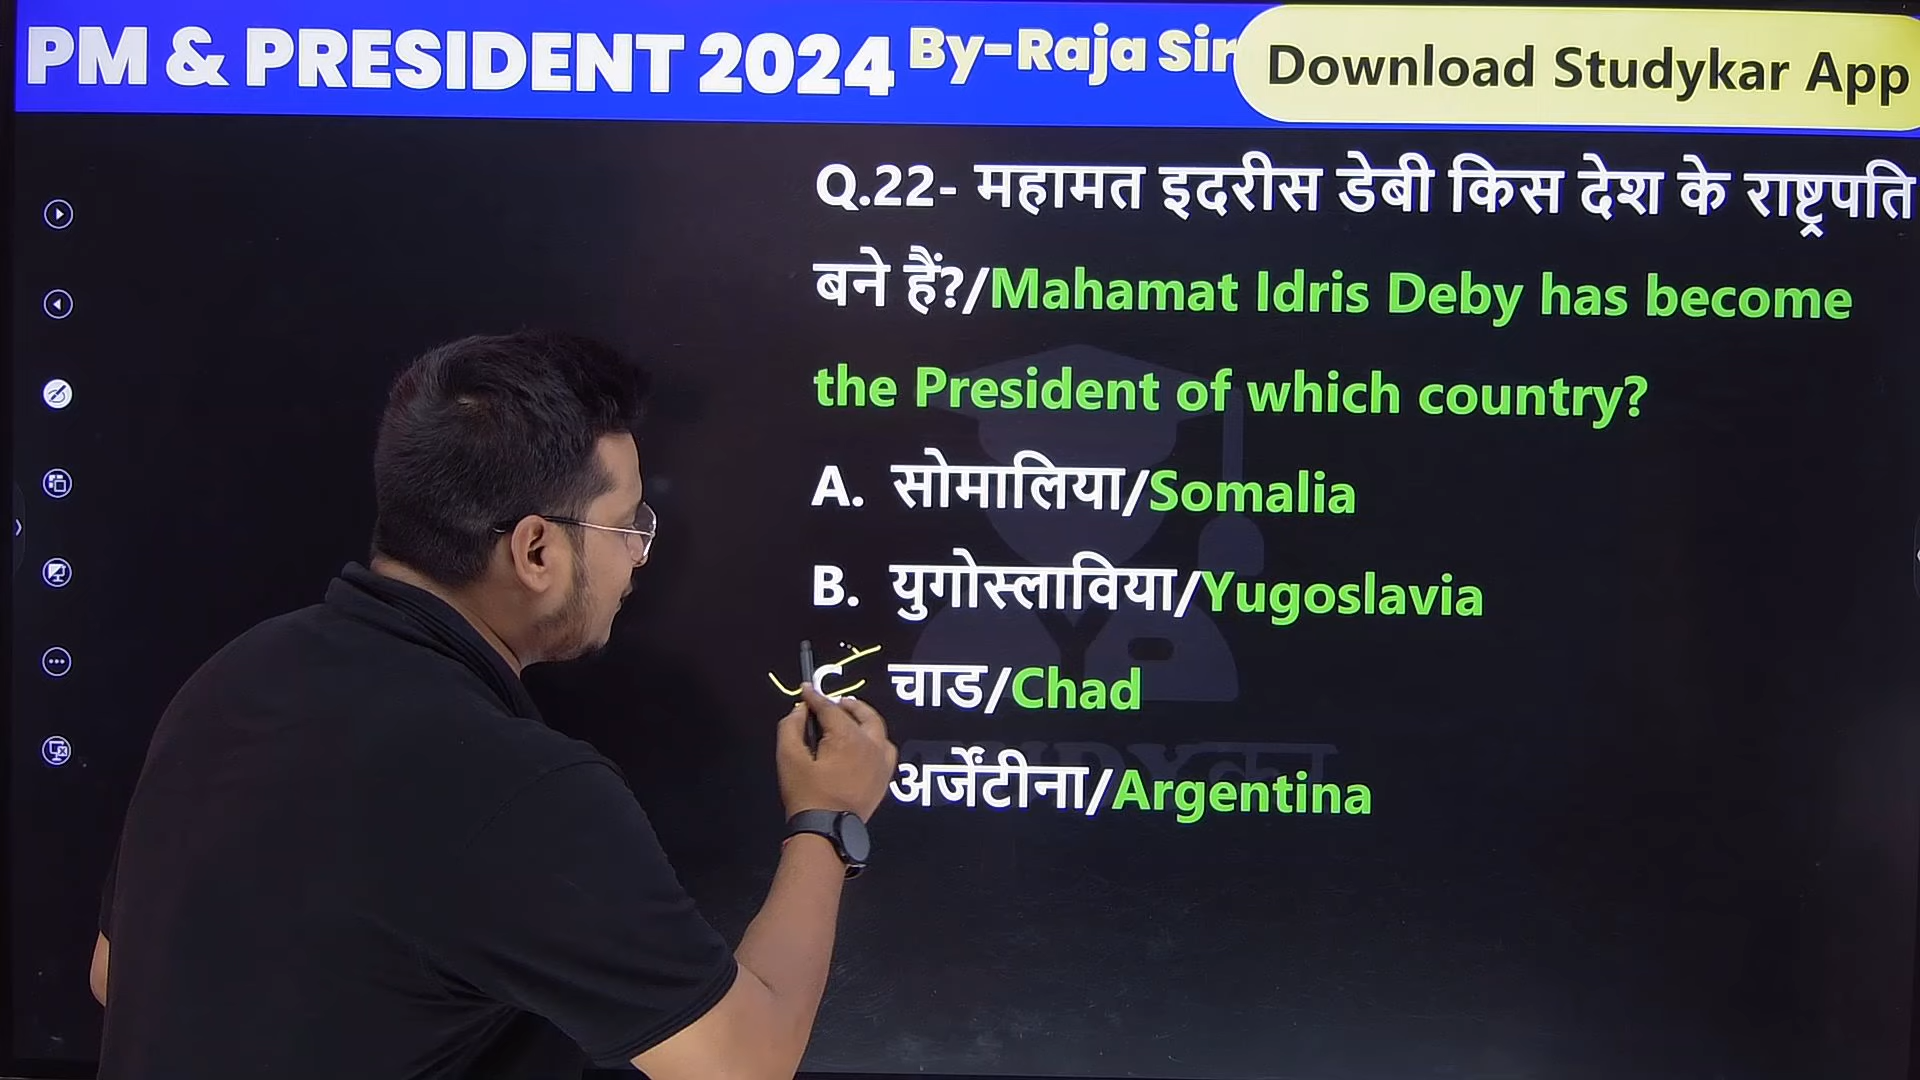 PM & PRESIDENT 2024 By-Raja Sir Download Studykar App
Q.22- महामत इदरीस डेबी किस देश के राष्ट्रपति
बने हैं?/Mahamat Idris Deby has become
the President of which country?
A. सोमालिया/Somalia
B. युगोस्लाविया/Yugoslavia
C. चाड/Chad
अर्जेंटीना/Argentina